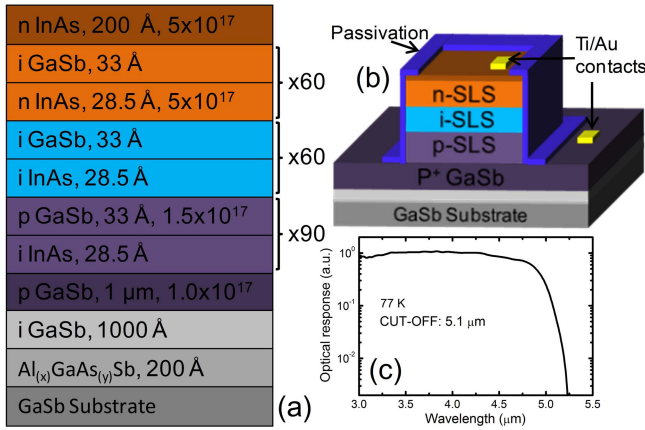 n InAs, 200 Å, 5x10¹⁷
i GaSb, 33 Å
n InAs, 28.5 Å, 5x10¹⁷
x60
i GaSb, 33 Å
i InAs, 28.5 Å
x60
p GaSb, 33 Å, 1.5x10¹⁷
i InAs, 28.5 Å
x90
p GaSb, 1 µm, 1.0x10¹⁷
i GaSb, 1000 Å
Al(x)GaAs(y)Sb, 200 Å
GaSb Substrate
(a)
Passivation
(b)
Ti/Au
contacts
n-SLS
i-SLS
p-SLS
P⁺ GaSb
GaSb Substrate
Optical response (a.u.)
10⁰
10⁻¹
10⁻²
77 K
CUT-OFF: 5.1 µm
(c)
3.0 3.5 4.0 4.5 5.0 5.5
Wavelength (µm)